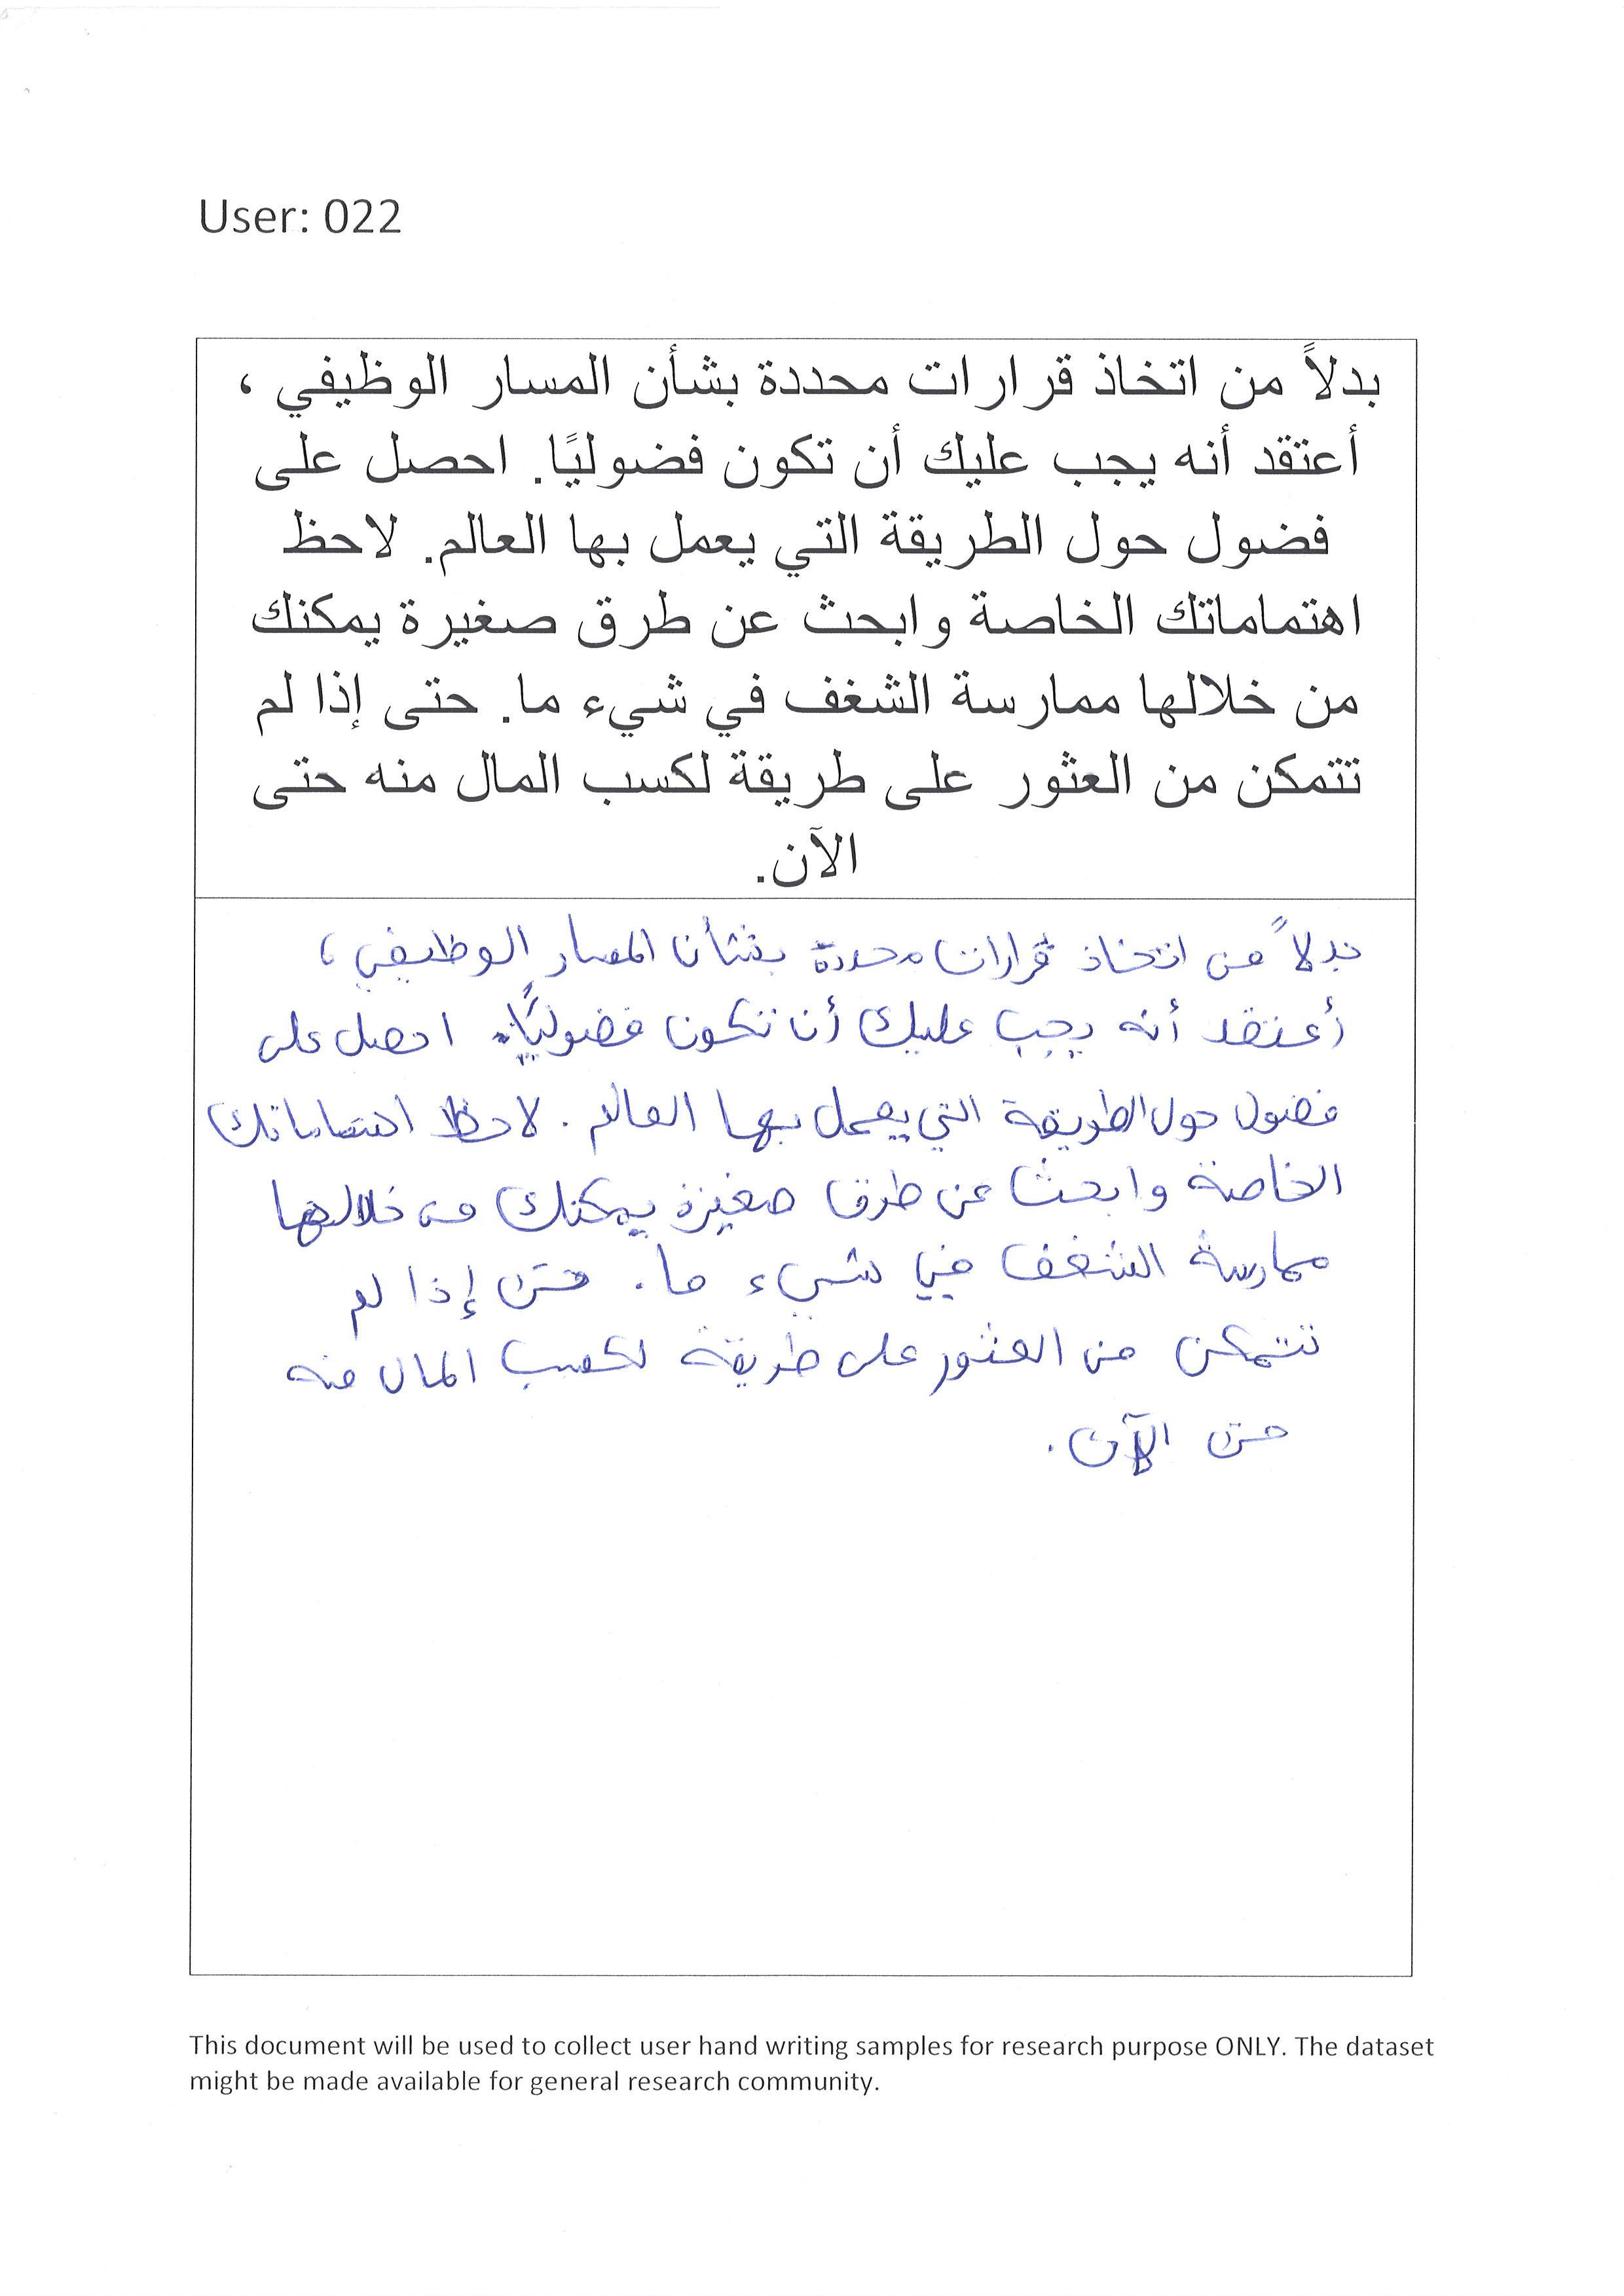 User: 022
بدلاً من اتخاذ قرارات محددة بشأن المسار الوظيفي ،
أعتقد أنه يجب عليك أن تكون فضوليًا. احصل على
فضول حول الطريقة التي يعمل بها العالم. لاحظ
اهتماماتك الخاصة وابحث عن طرق صغيرة يمكنك
من خلالها ممارسة الشغف في شيء ما. حتى إذا لم
تتمكن من العثور على طريقة لكسب المال منه حتى
الآن.
بدلاً من اتخاذ قرارات محددة بشأن المسار الوظيفي ،
أعتقد أنه يجب عليك أن تكون فضوليًا. احصل على
فضول حول الطريقة التي يعمل بها العالم. لاحظ اهتماماتك
الخاصة وابحث عن طرق صغيرة يمكنك من خلالها
ممارسة الشغف في شيء ما. حتى إذا لم
تتمكن من العثور على طريقة لكسب المال منه
حتى الآن.
This document will be used to collect user hand writing samples for research purpose ONLY. The dataset
might be made available for general research community.